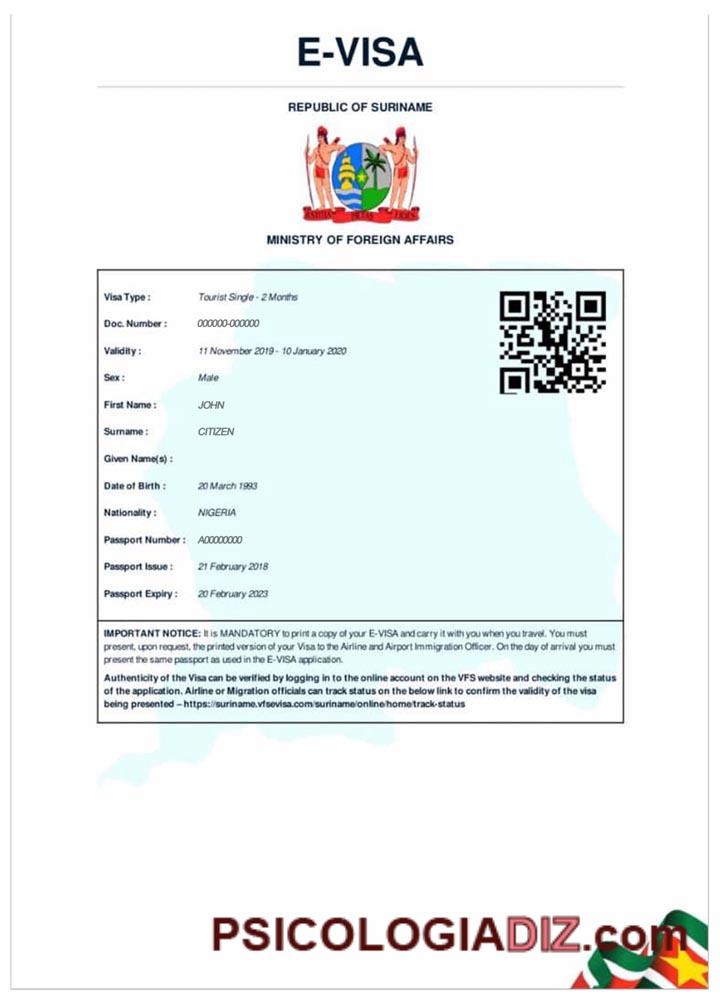 E-VISA
REPUBLIC OF SURINAME
JUSTITIA PIETAS FIDES
MINISTRY OF FOREIGN AFFAIRS
Visa Type : Tourist Single - 2 Months
Doc. Number : 000000-000000
Validity : 11 November 2019 - 10 January 2020
Sex : Male
First Name : JOHN
Surname : CITIZEN
Given Name(s) :
Date of Birth : 20 March 1993
Nationality : NIGERIA
Passport Number : A00000000
Passport Issue : 21 February 2018
Passport Expiry : 20 February 2023
IMPORTANT NOTICE: It is MANDATORY to print a copy of your E-VISA and carry it with you when you travel. You must
present, upon request, the printed version of your Visa to the Airline and Airport Immigration Officer. On the day of arrival you must
present the same passport as used in the E-VISA application.
Authenticity of the Visa can be verified by logging in to the online account on the VFS website and checking the status
of the application. Airline or Migration officials can track status on the below link to confirm the validity of the visa
being presented – https://suriname.vfsevisa.com/suriname/online/home/track-status
PSICOLOGIADIZ.com